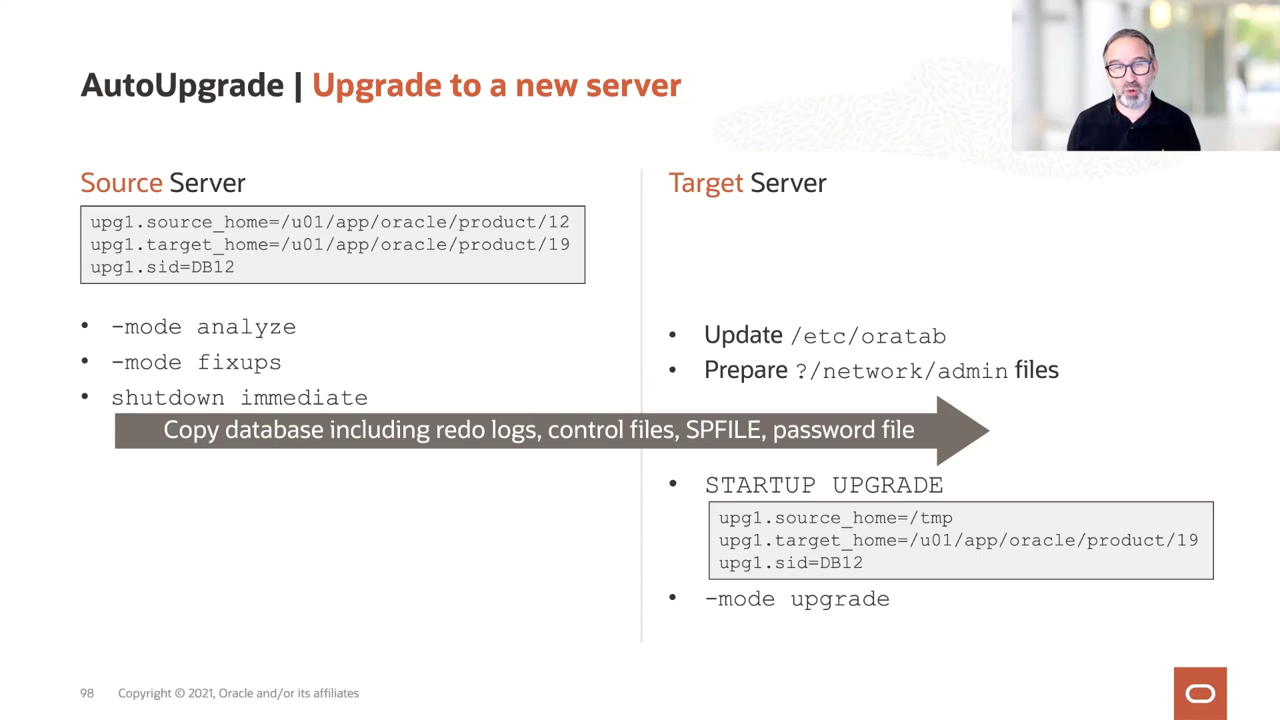 AutoUpgrade | Upgrade to a new server
Source Server
upg1.source_home=/u01/app/oracle/product/12
upg1.target_home=/u01/app/oracle/product/19
upg1.sid=DB12
• -mode analyze
• -mode fixups
• shutdown immediate
Target Server
• Update /etc/oratab
• Prepare ?/network/admin files
Copy database including redo logs, control files, SPFILE, password file
• STARTUP UPGRADE
upg1.source_home=/tmp
upg1.target_home=/u01/app/oracle/product/19
upg1.sid=DB12
• -mode upgrade
98 Copyright © 2021, Oracle and/or its affiliates